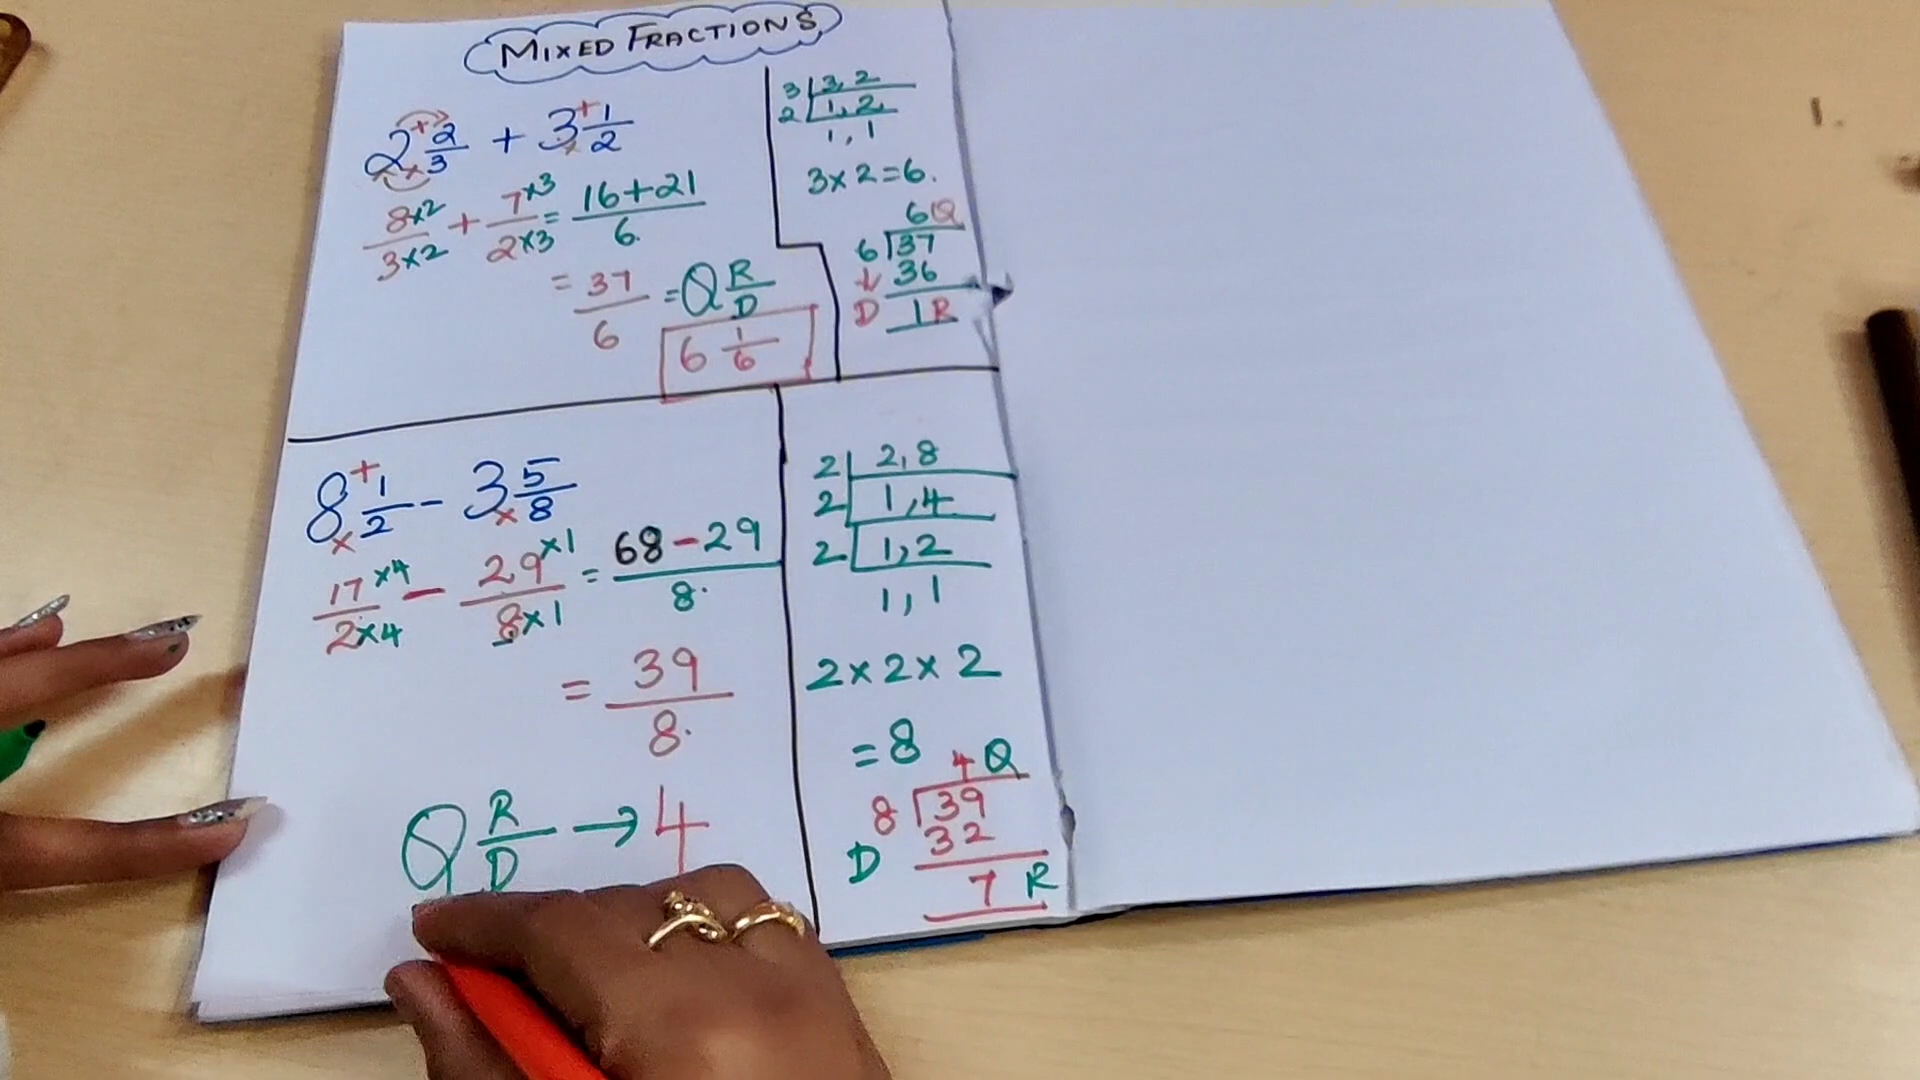 MIXED FRACTIONS
2 + 2/3 + 3 + 1/2
×
×
8×2/3×2 + 7×3/2×3 = 16+21/6.
= 37/6 = Q R/D
6 1/6
3 | 3, 2
2 | 1, 2,
1, 1
3×2=6.
6 Q
6 ) 37
↓ 36
D 1 R
8 + 1/2 - 3 5/8
×
×
17×4/2×4 - 29×1/8×1 = 68-29/8.
= 39/8.
Q R/D → 4
2 | 2, 8
2 | 1, 4
2 | 1, 2
1, 1
2×2×2
= 8
4 Q
8 ) 39
32
D
7 R